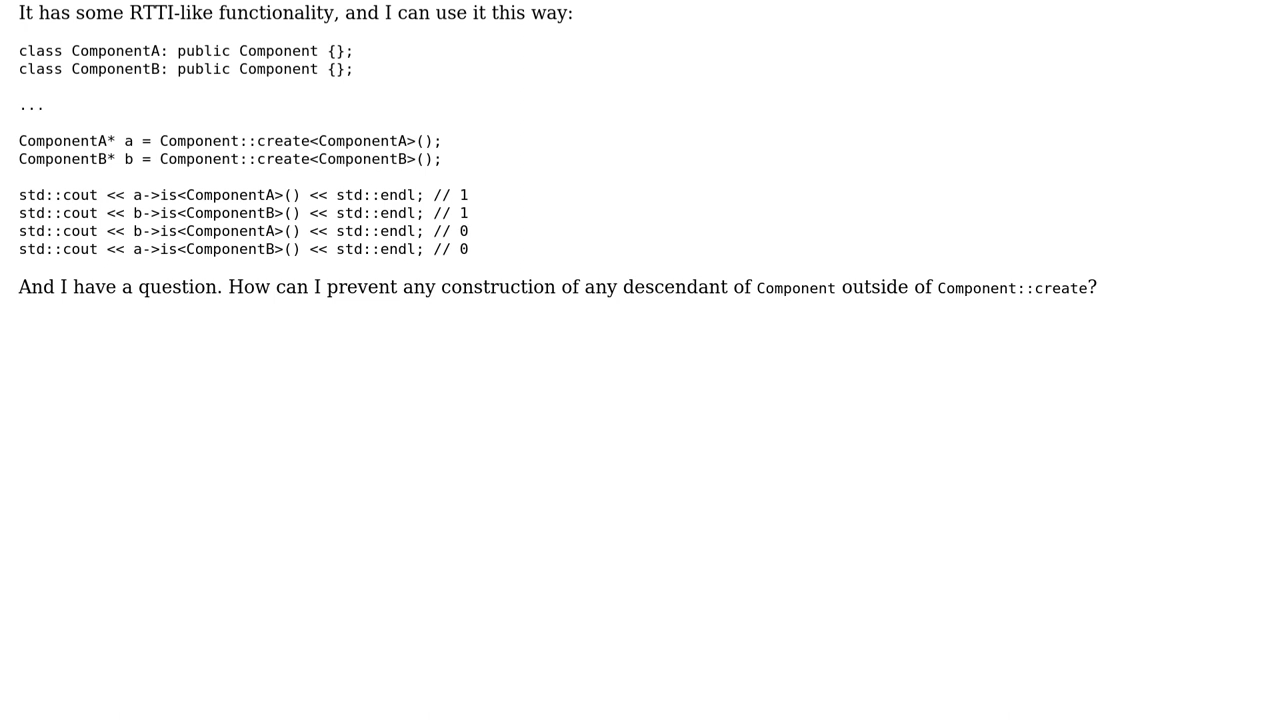 It has some RTTI-like functionality, and I can use it this way:
class ComponentA: public Component {};
class ComponentB: public Component {};
...
ComponentA* a = Component::create<ComponentA>();
ComponentB* b = Component::create<ComponentB>();
std::cout << a->is<ComponentA>() << std::endl; // 1
std::cout << b->is<ComponentB>() << std::endl; // 1
std::cout << b->is<ComponentA>() << std::endl; // 0
std::cout << a->is<ComponentB>() << std::endl; // 0
And I have a question. How can I prevent any construction of any descendant of Component outside of Component::create?